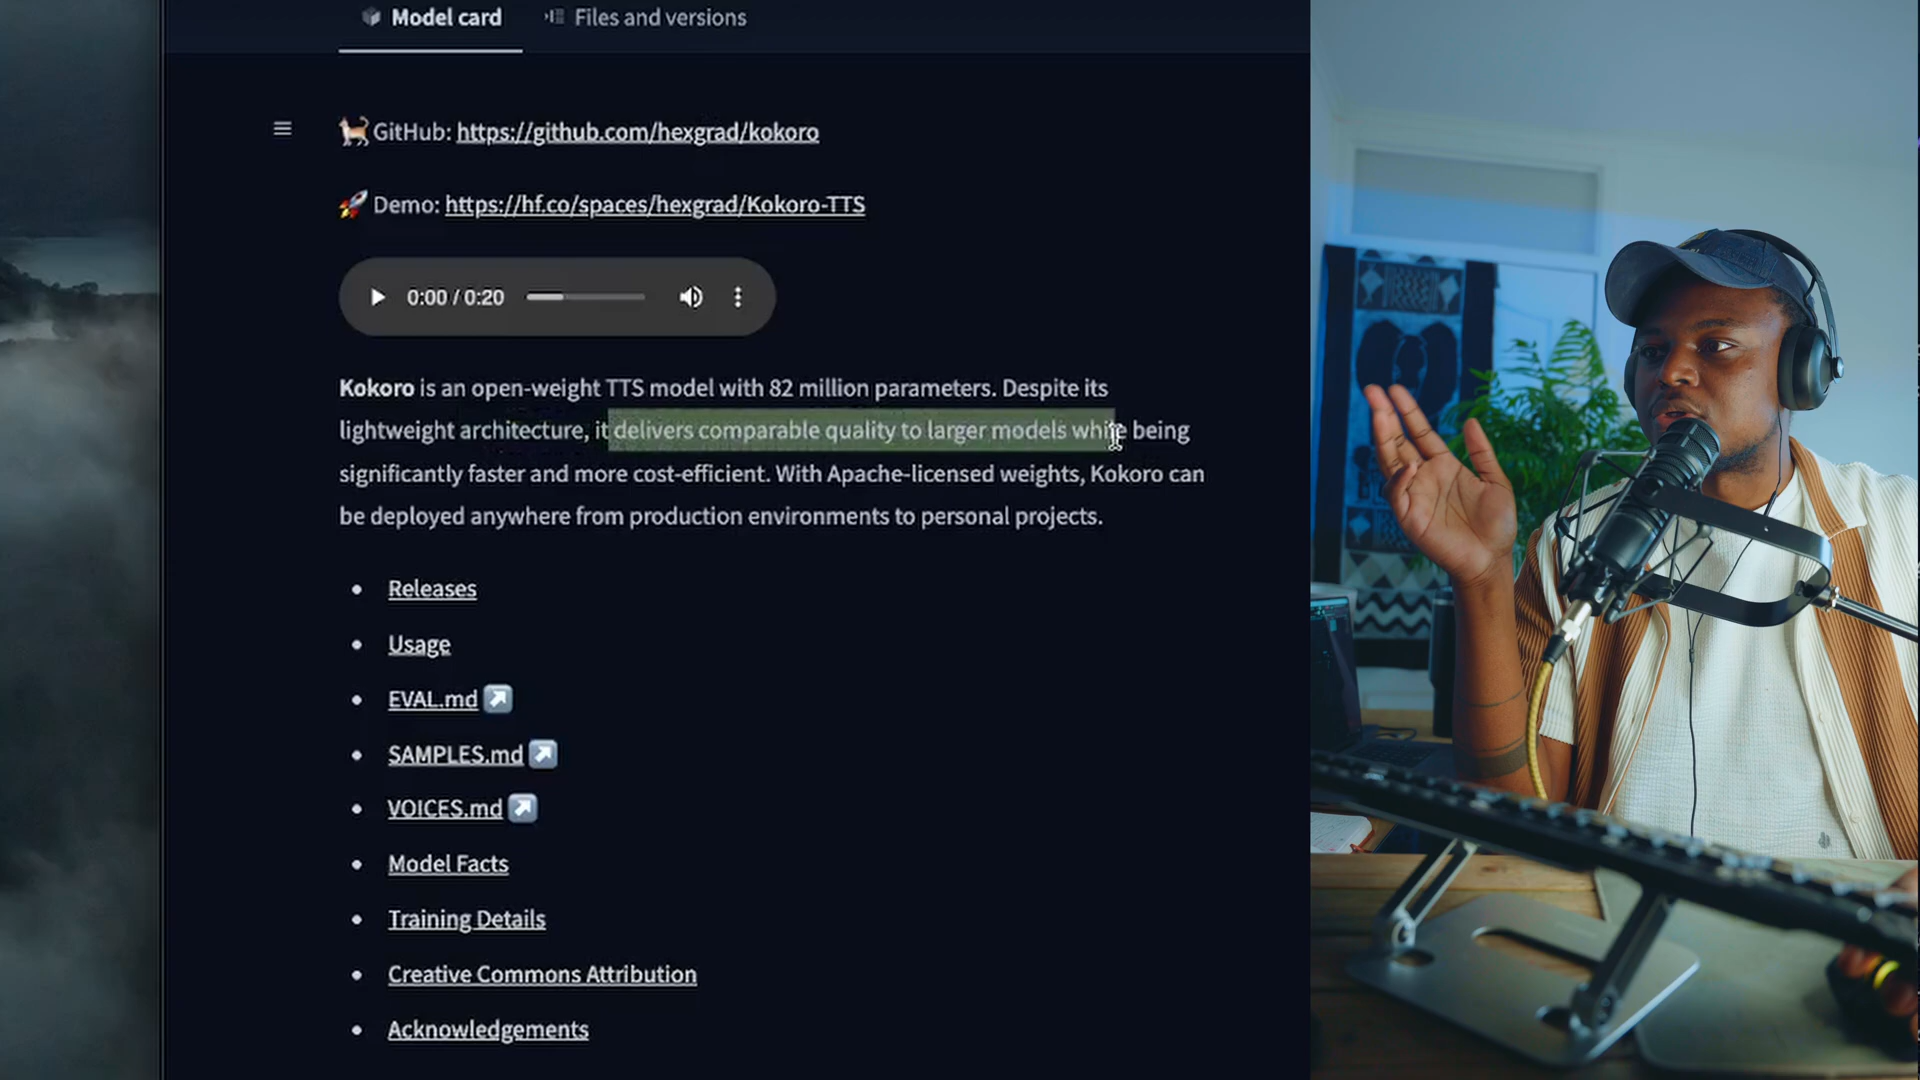 Model card
Files and versions
GitHub: https://github.com/hexgrad/kokoro
Demo: https://hf.co/spaces/hexgrad/Kokoro-TTS
0:00 / 0:20
Kokoro is an open-weight TTS model with 82 million parameters. Despite its
lightweight architecture, it delivers comparable quality to larger models while being
significantly faster and more cost-efficient. With Apache-licensed weights, Kokoro can
be deployed anywhere from production environments to personal projects.
Releases
Usage
EVAL.md
SAMPLES.md
VOICES.md
Model Facts
Training Details
Creative Commons Attribution
Acknowledgements